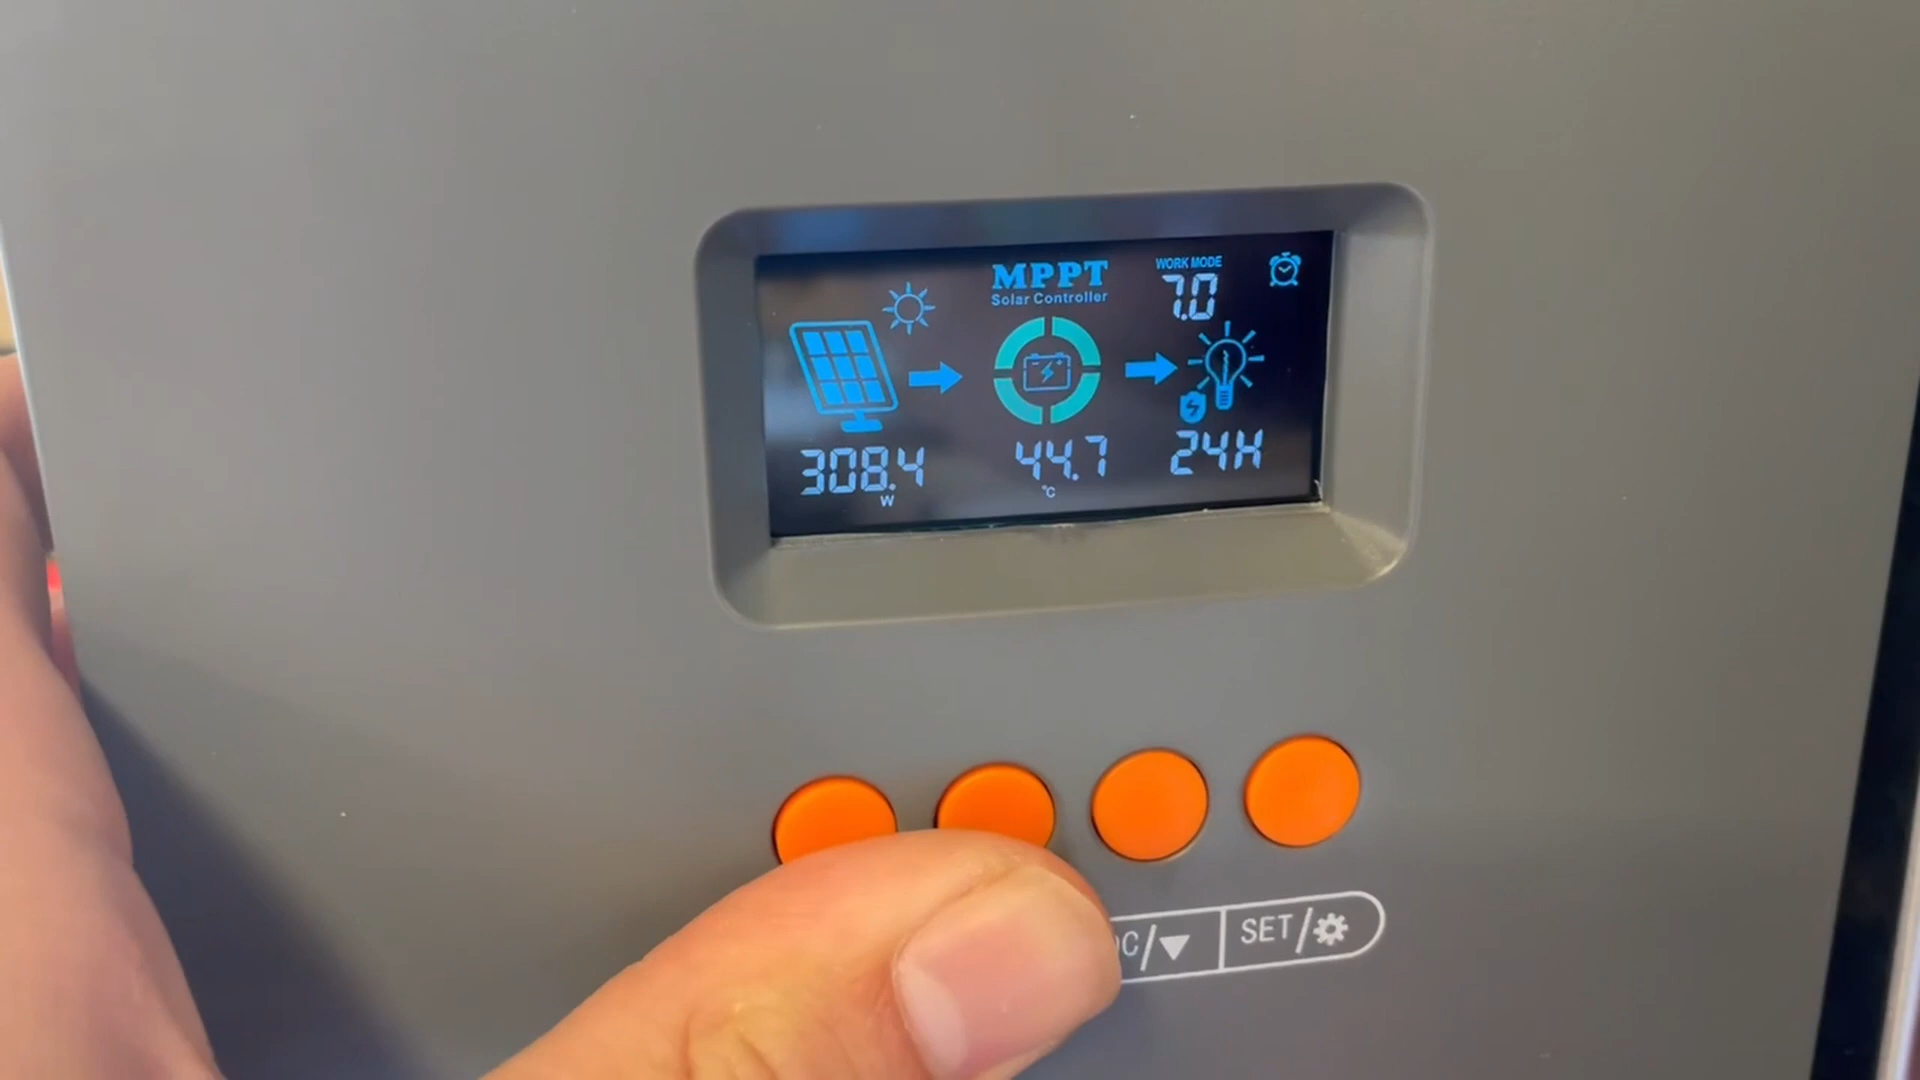 MPPT
Solar Controller
WORK MODE
7.0
308.4
W
44.7
°C
24H
C/▼
SET/